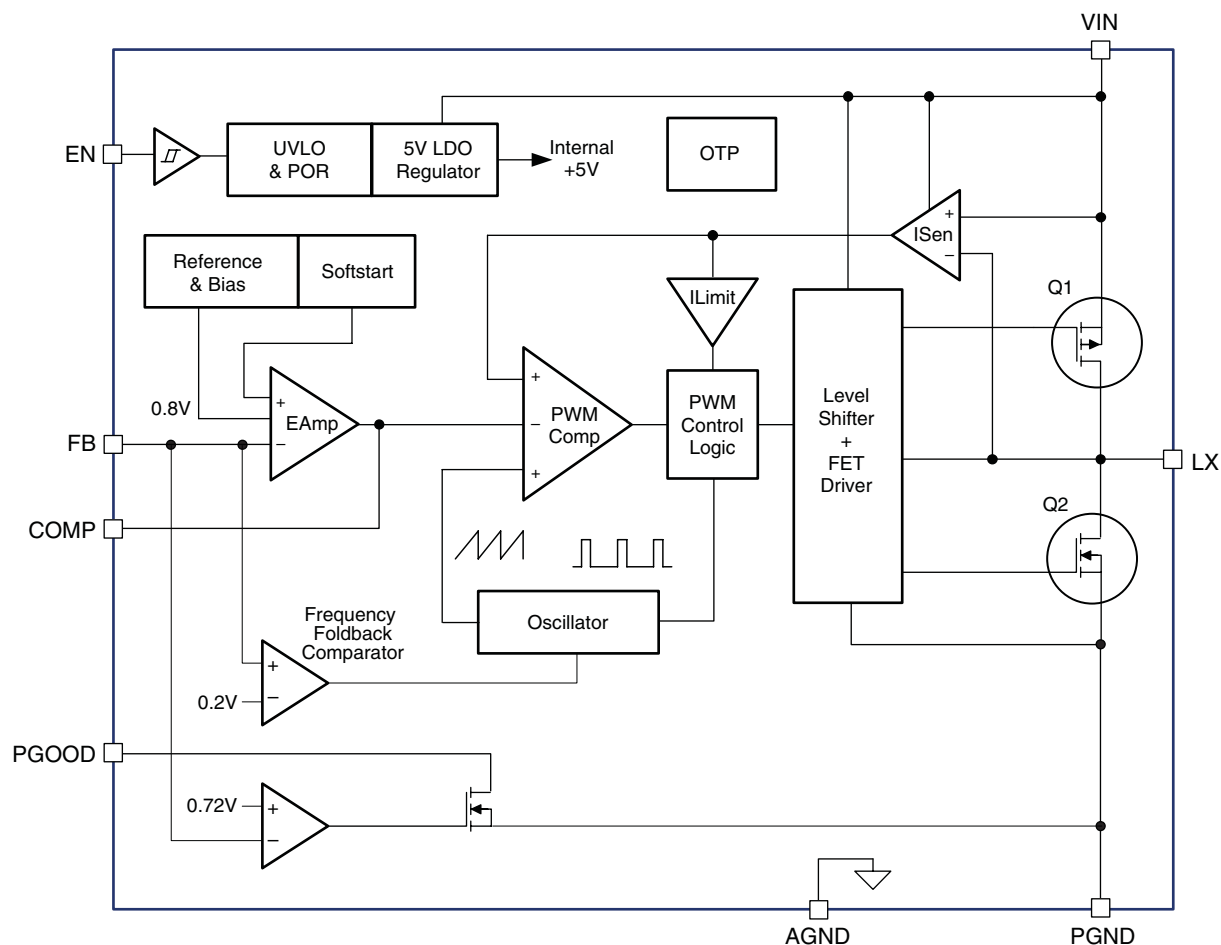 VIN
EN
UVLO
& POR
5V LDO
Regulator
Internal
+5V
OTP
+
ISen
−
Reference
& Bias
Softstart
ILimit
Q1
0.8V
+
EAmp
−
FB
+
PWM
Comp
−
+
PWM
Control
Logic
Level
Shifter
+
FET
Driver
LX
COMP
Q2
Frequency
Foldback
Comparator
Oscillator
+
0.2V
−
PGOOD
0.72V
+
−
AGND
PGND